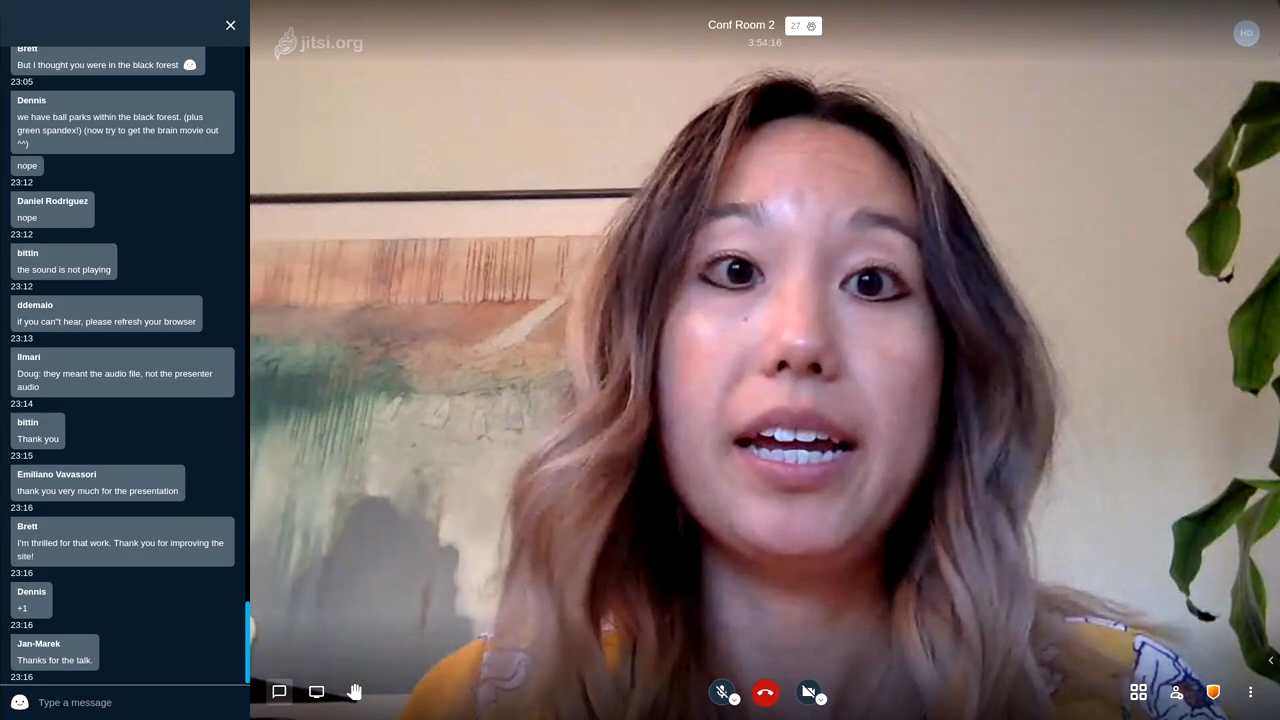 Brett
But I thought you were in the black forest
23:05
Dennis
we have ball parks within the black forest. (plus
green spandex!) (now try to get the brain movie out
^^)
nope
23:12
Daniel Rodriguez
nope
23:12
bittin
the sound is not playing
23:12
ddemaio
if you can"t hear, please refresh your browser
23:13
Ilmari
Doug: they meant the audio file, not the presenter
audio
23:14
bittin
Thank you
23:15
Emiliano Vavassori
thank you very much for the presentation
23:16
Brett
I'm thrilled for that work. Thank you for improving the
site!
23:16
Dennis
+1
23:16
Jan-Marek
Thanks for the talk.
23:16
Type a message
jitsi.org
Conf Room 2
27
3:54:16
HD